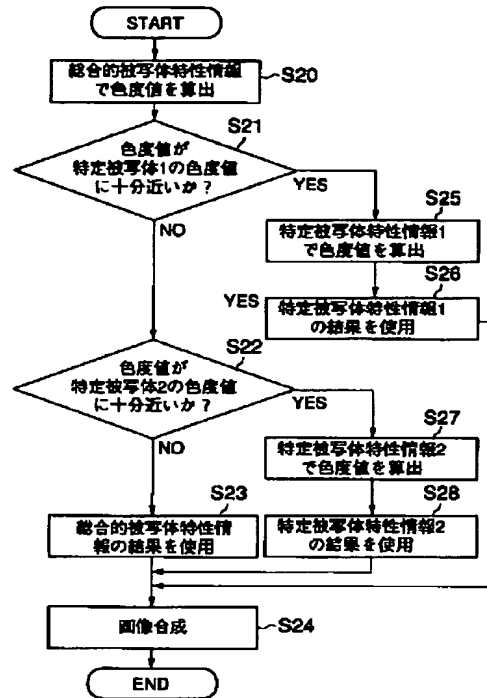 START
総合的被写体特性情報
で色度値を算出
S20
S21
色度値が
特定被写体1の色度値
に十分近いか?
YES
NO
S25
特定被写体特性情報1
で色度値を算出
S26
YES
特定被写体特性情報1
の結果を使用
S22
色度値が
特定被写体2の色度値
に十分近いか?
YES
NO
S27
特定被写体特性情報2
で色度値を算出
S23
S28
総合的被写体特性情
報の結果を使用
特定被写体特性情報2
の結果を使用
画像合成
S24
END